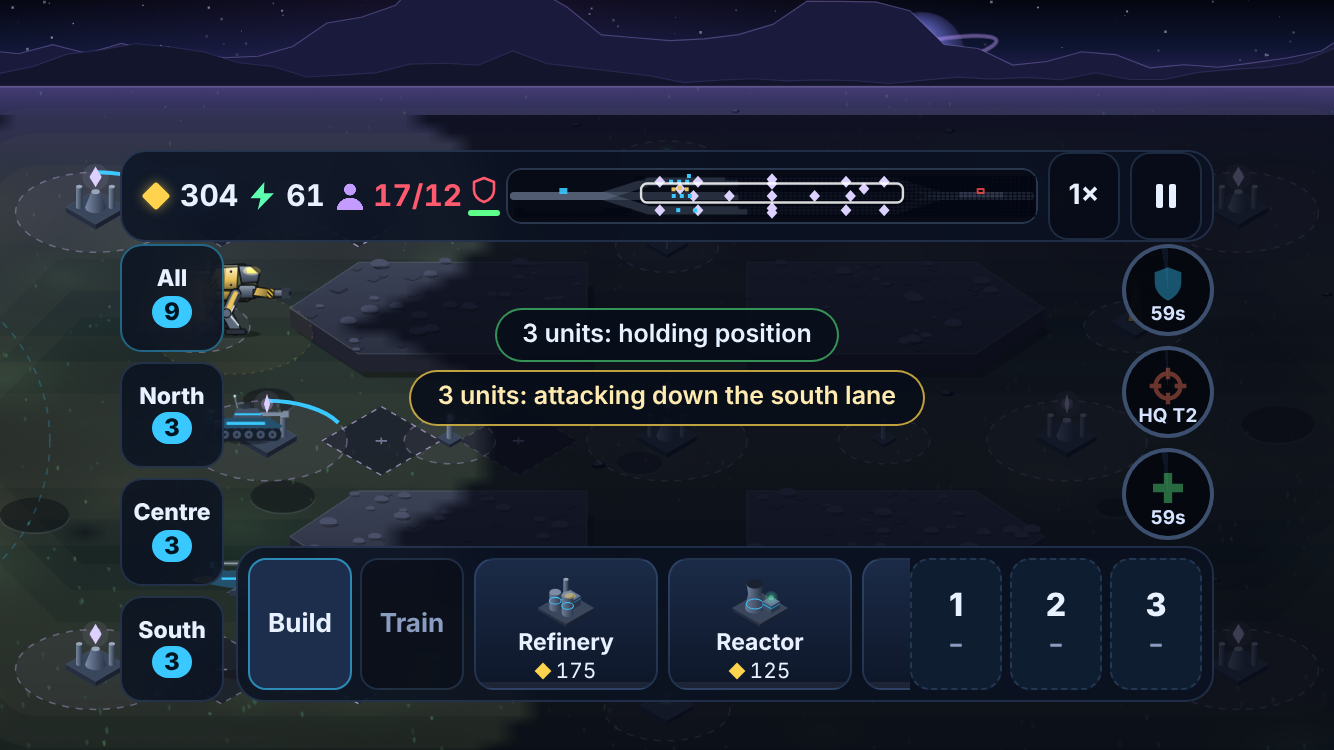 304 61 17/12 1×
All
9
59s
3 units: holding position
3 units: attacking down the south lane
North
3
HQ T2
Centre
3
59s
South
3
Build
Train
Refinery
175
Reactor
125
1
–
2
–
3
–